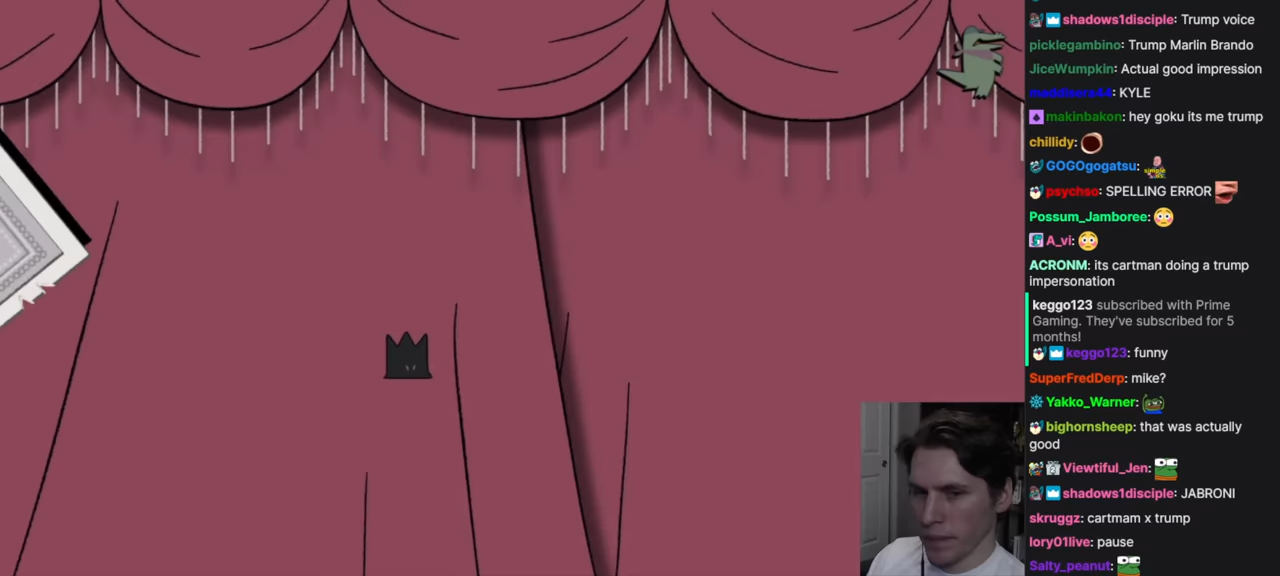 shadows1disciple: Trump voice
picklegambino: Trump Marlin Brando
JiceWumpkin: Actual good impression
maddisera44: KYLE
makinbakon: hey goku its me trump
chillidy:
GOGOgogatsu:
psychso: SPELLING ERROR
Possum_Jamboree:
A_vi:
ACRONM: its cartman doing a trump
impersonation
keggo123 subscribed with Prime
Gaming. They've subscribed for 5
months!
keggo123: funny
SuperFredDerp: mike?
Yakko_Warner:
bighornsheep: that was actually
good
Viewtiful_Jen:
shadows1disciple: JABRONI
skruggz: cartmam x trump
lory01live: pause
Salty_peanut: